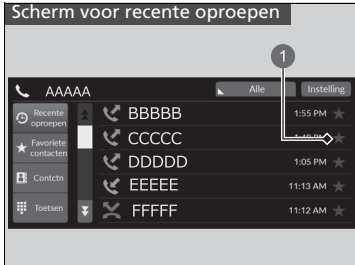 Scherm voor recente oproepen
1
AAAAA
Alle
Instelling
Recente
oproepen
Favoriete
contacten
Contctn
Toetsen
BBBBB 1:55 PM
CCCCC
DDDDD 1:05 PM
EEEEE 11:13 AM
FFFFF 11:12 AM